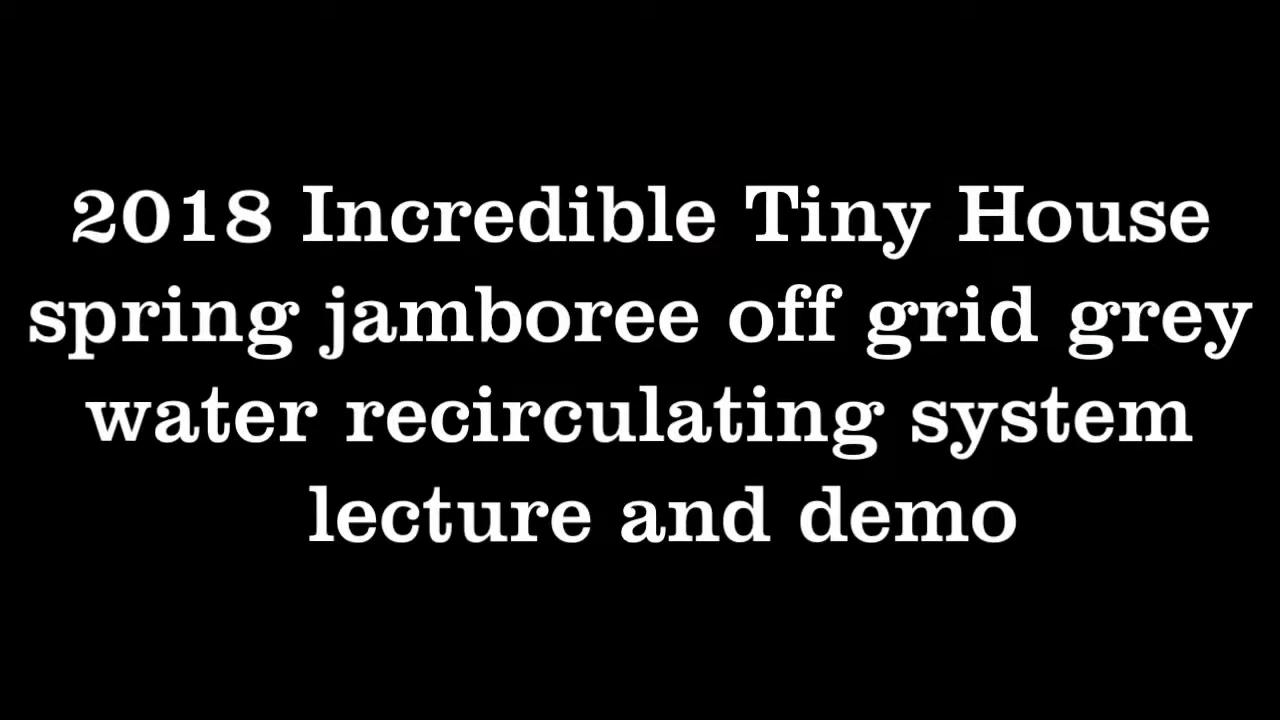 2018 Incredible Tiny House
spring jamboree off grid grey
water recirculating system
lecture and demo